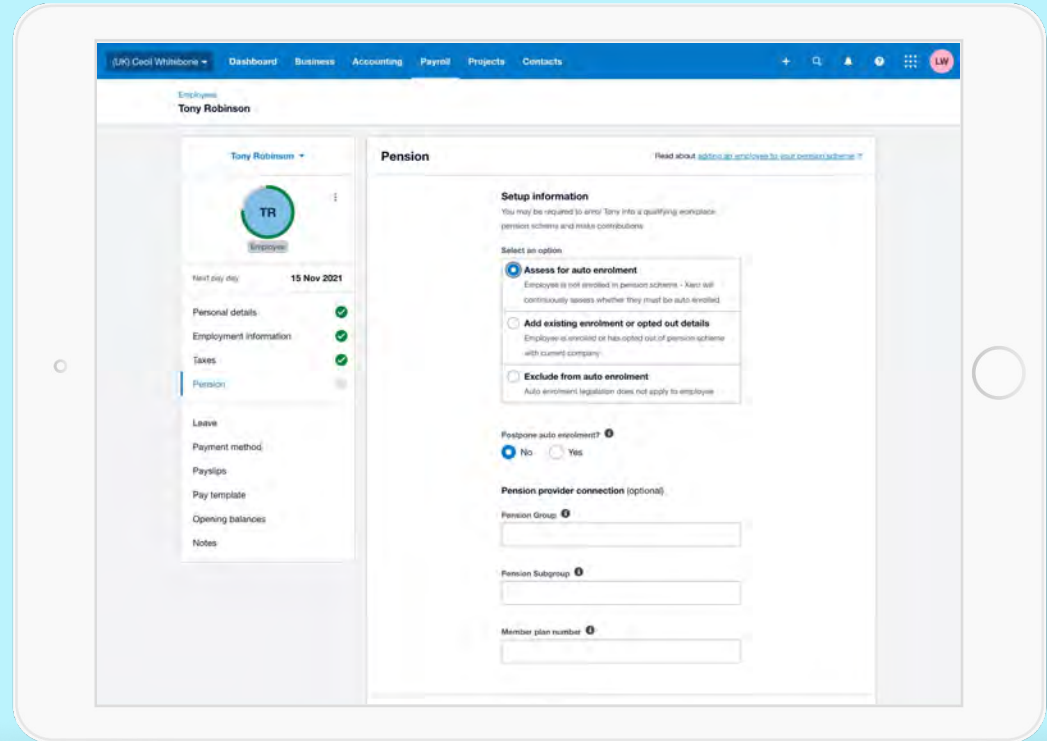 (UK) Cecil Whitebone
Dashboard Business Accounting Payroll Projects Contacts
LW
Employees
Tony Robinson
Tony Robinson
TR
Employee
Next pay day 15 Nov 2021
Personal details
Employment information
Taxes
Pension
Leave
Payment method
Payslips
Pay template
Opening balances
Notes
Pension
Read about adding an employee to your pension scheme
Setup information
You may be required to enrol Tony into a qualifying workplace
pension scheme and make contributions
Select an option
Assess for auto enrolment
Employee is not enrolled in pension scheme - Xero will
continuously assess whether they must be auto enrolled
Add existing enrolment or opted out details
Employee is enrolled or has opted out of pension scheme
with current company
Exclude from auto enrolment
Auto enrolment legislation does not apply to employee
Postpone auto enrolment?
No Yes
Pension provider connection (optional)
Pension Group
Pension Subgroup
Member plan number